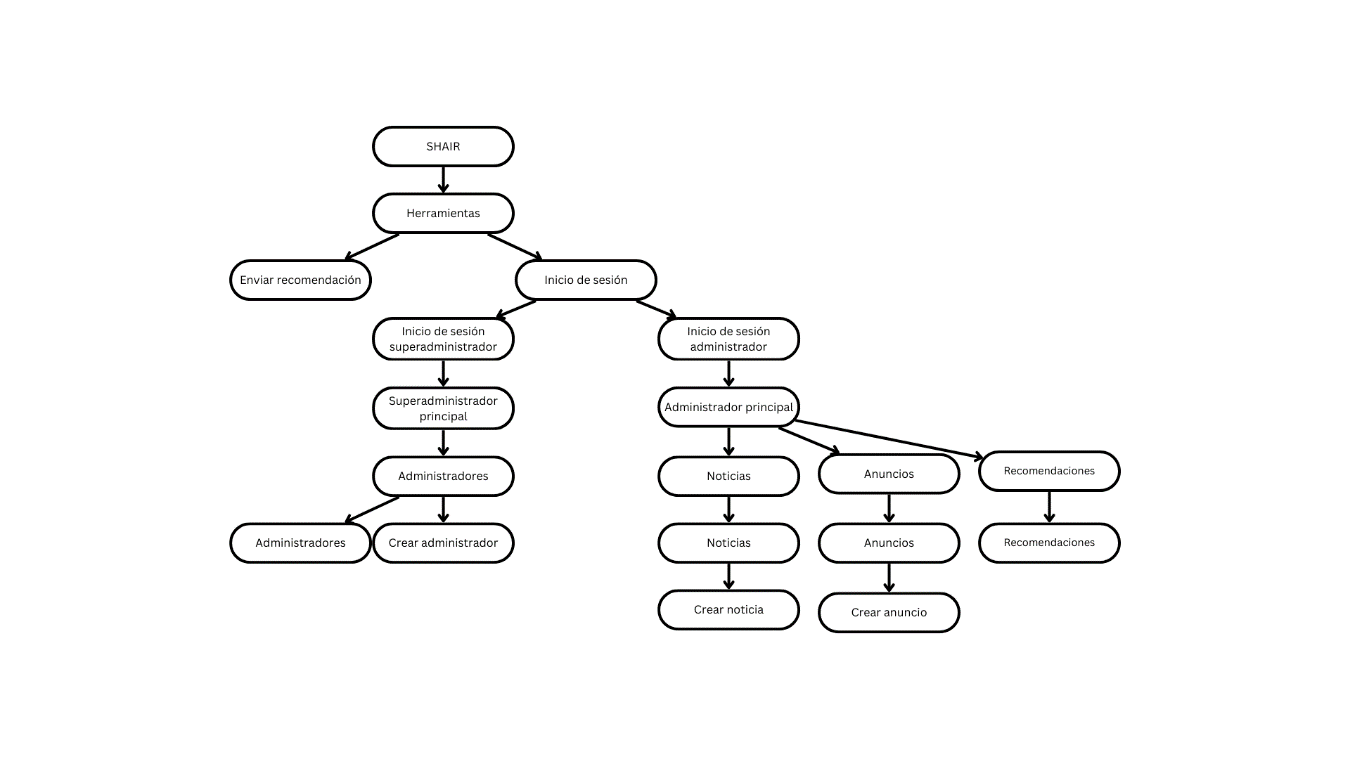 SHAIR
Herramientas
Enviar recomendación
Inicio de sesión
Inicio de sesión
superadministrador
Inicio de sesión
administrador
Superadministrador
principal
Administrador principal
Administradores
Noticias
Anuncios
Recomendaciones
Administradores
Crear administrador
Noticias
Anuncios
Recomendaciones
Crear noticia
Crear anuncio